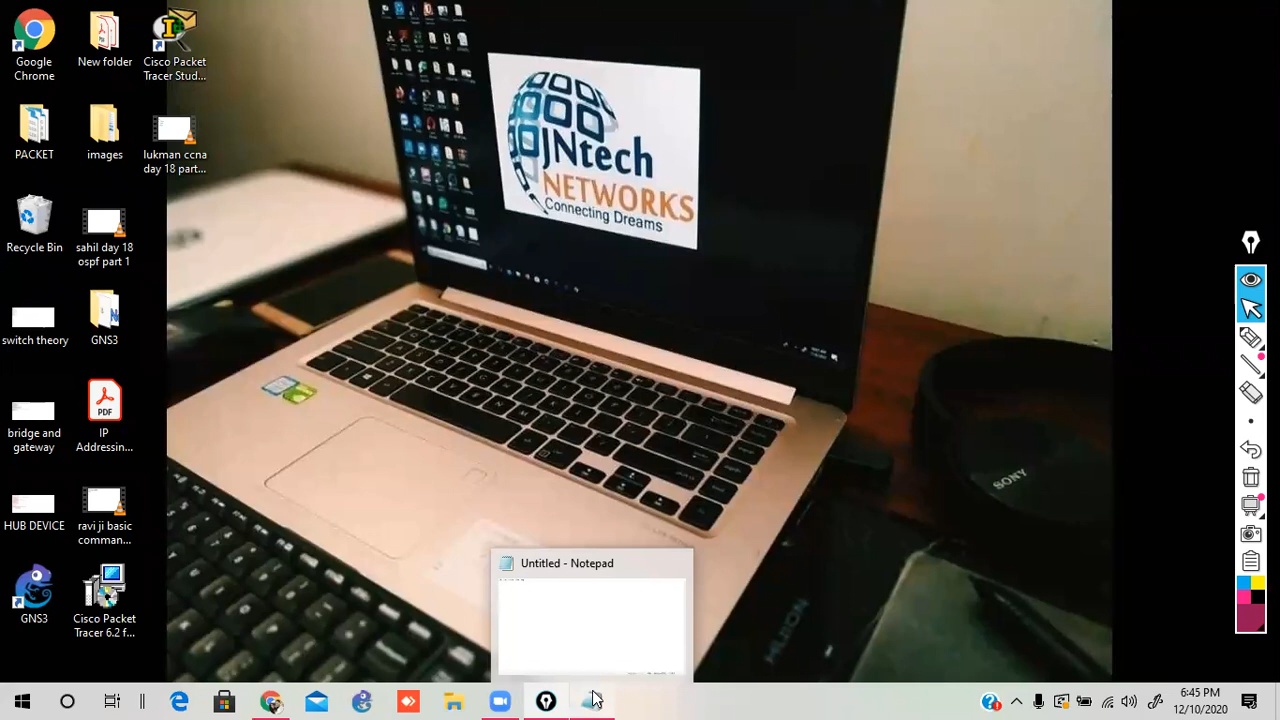 Google
Chrome
New folder
Cisco Packet
Tracer Stud...
PACKET
images
lukman ccna
day 18 part...
Recycle Bin
sahil day 18
ospf part 1
switch theory
GNS3
bridge and
gateway
PDF
IP
Addressin...
HUB DEVICE
ravi ji basic
comman...
GNS3
Cisco Packet
Tracer 6.2 f...
JNtech
NETWORKS
Connecting Dreams
SONY
Untitled - Notepad
6:45 PM
12/10/2020